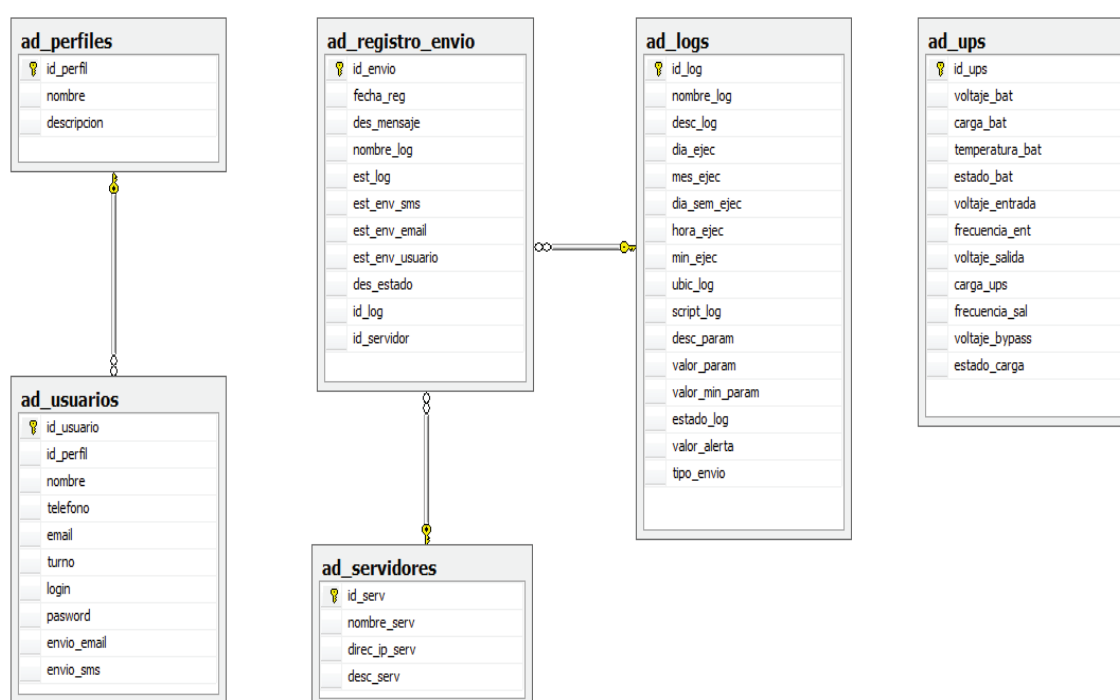 ad_perfiles
id_perfil
nombre
descripcion
ad_usuarios
id_usuario
id_perfil
nombre
telefono
email
turno
login
pasword
envio_email
envio_sms
ad_registro_envio
id_envio
fecha_reg
des_mensaje
nombre_log
est_log
est_env_sms
est_env_email
est_env_usuario
des_estado
id_log
id_servidor
ad_servidores
id_serv
nombre_serv
direc_ip_serv
desc_serv
ad_logs
id_log
nombre_log
desc_log
dia_ejec
mes_ejec
dia_sem_ejec
hora_ejec
min_ejec
ubic_log
script_log
desc_param
valor_param
valor_min_param
estado_log
valor_alerta
tipo_envio
ad_ups
id_ups
voltaje_bat
carga_bat
temperatura_bat
estado_bat
voltaje_entrada
frecuencia_ent
voltaje_salida
carga_ups
frecuencia_sal
voltaje_bypass
estado_carga